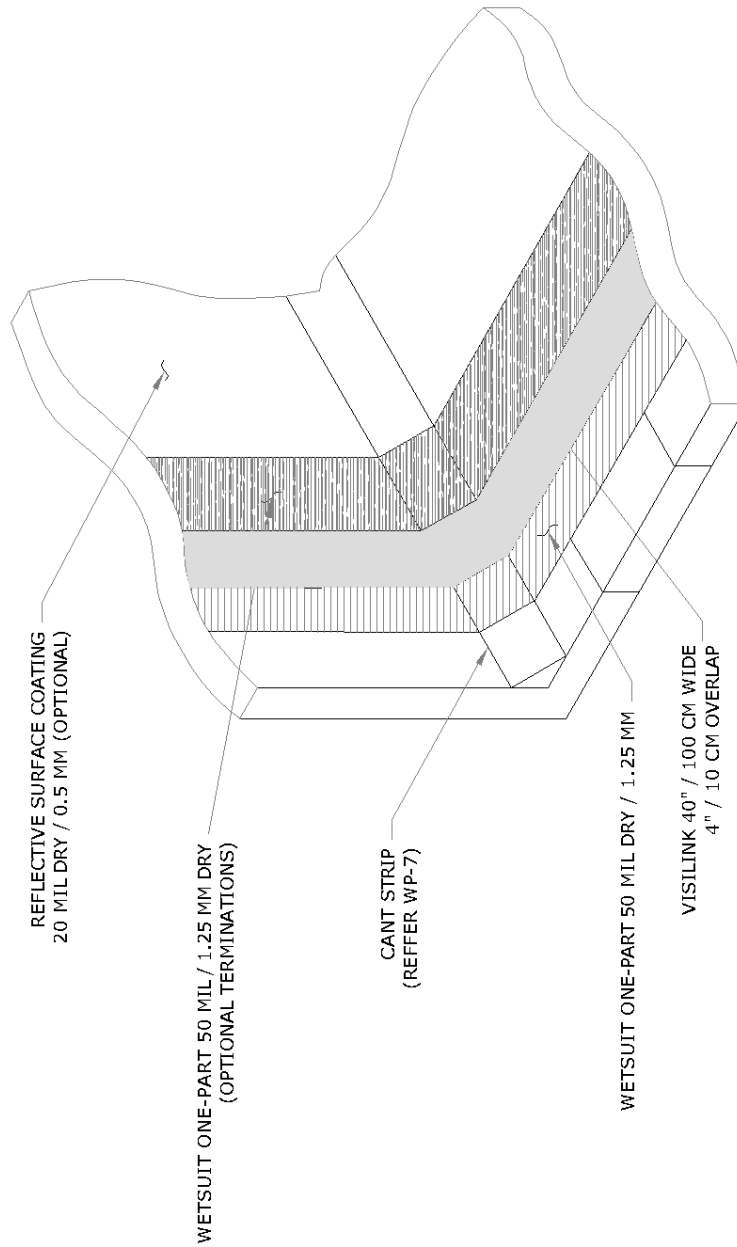 REFLECTIVE SURFACE COATING
20 MIL DRY / 0.5 MM (OPTIONAL)
WETSUIT ONE-PART 50 MIL / 1.25 MM DRY
(OPTIONAL TERMINATIONS)
CANT STRIP
(REFFER WP-7)
WETSUIT ONE-PART 50 MIL DRY / 1.25 MM
VISILINK 40" / 100 CM WIDE
4" / 10 CM OVERLAP